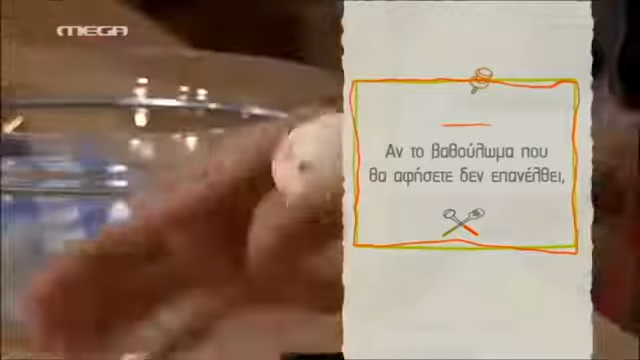 MEGA
Αν το βαθούλωμα που
θα αφήσετε δεν επανέλθει,